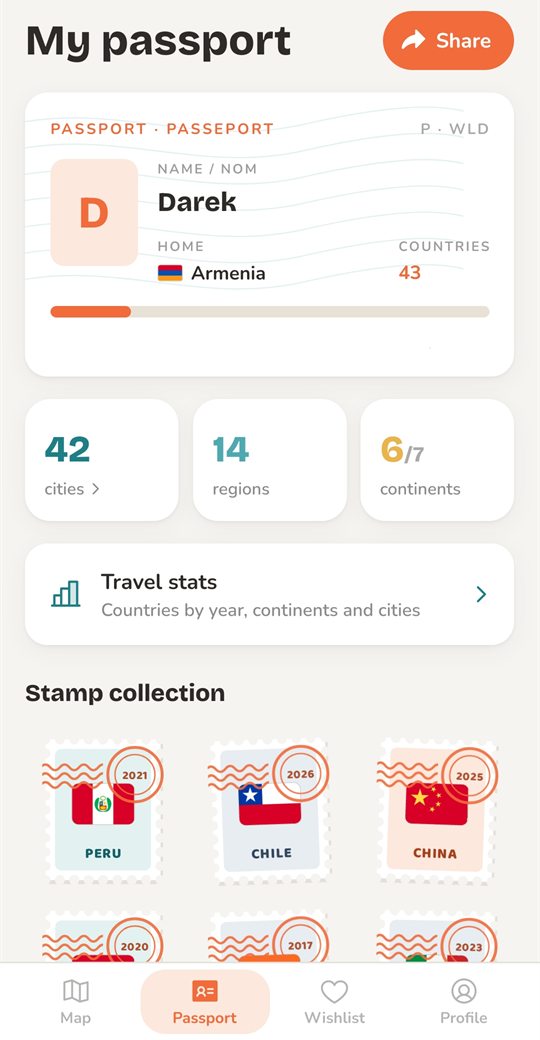 My passport
Share
PASSPORT · PASSEPORT
P · WLD
D
NAME / NOM
Darek
HOME
COUNTRIES
Armenia
43
42
14
6/7
cities
regions
continents
Travel stats
Countries by year, continents and cities
Stamp collection
2021
2026
2025
PERU
CHILE
CHINA
2020
2017
2023
Map
Passport
Wishlist
Profile